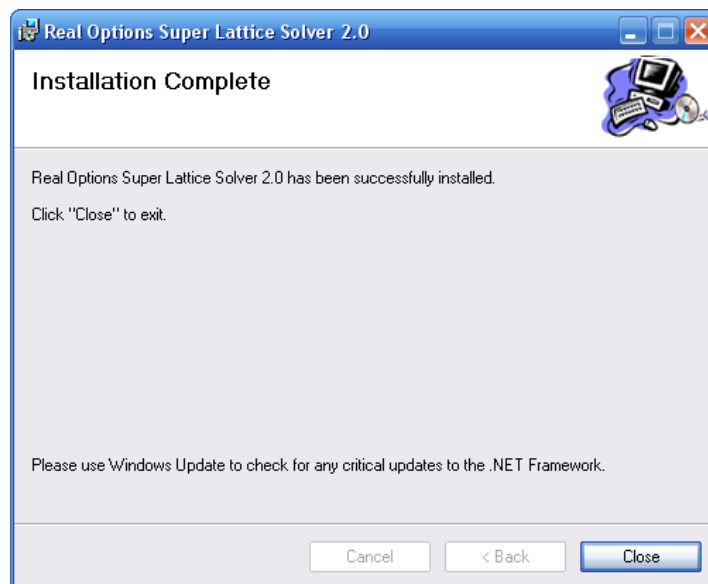 Real Options Super Lattice Solver 2.0
Installation Complete
Real Options Super Lattice Solver 2.0 has been successfully installed.
Click "Close" to exit.
Please use Windows Update to check for any critical updates to the .NET Framework.
Cancel
< Back
Close